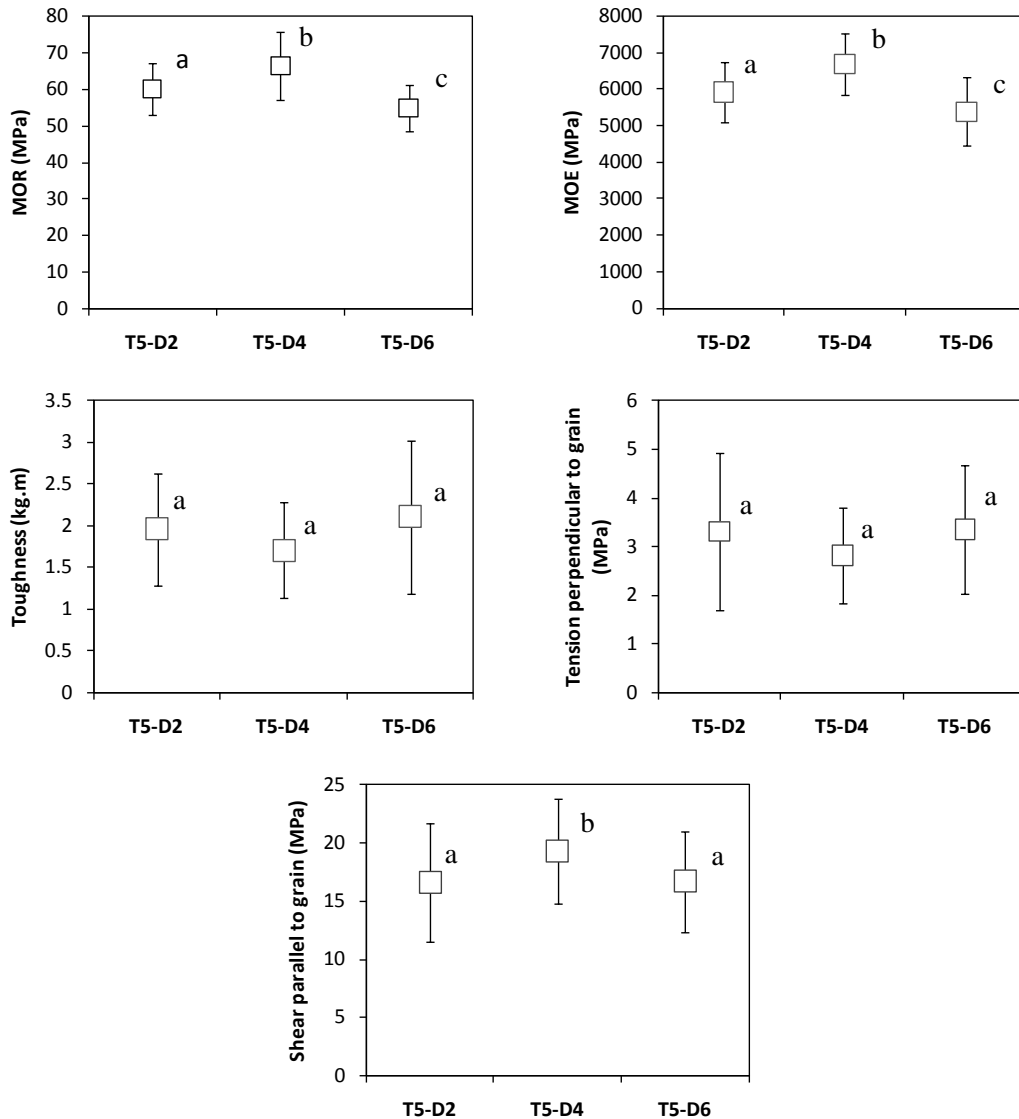 80
70
60
50
40
30
20
10
0
MOR (MPa)
a
b
c
T5-D2 T5-D4 T5-D6
8000
7000
6000
5000
4000
3000
2000
1000
0
MOE (MPa)
a
b
c
T5-D2 T5-D4 T5-D6
3.5
3
2.5
2
1.5
1
0.5
0
Toughness (kg.m)
a
a
a
T5-D2 T5-D4 T5-D6
6
5
4
3
2
1
0
Tension perpendicular to grain
(MPa)
a
a
a
T5-D2 T5-D4 T5-D6
25
20
15
10
5
0
Shear parallel to grain (MPa)
a
b
a
T5-D2 T5-D4 T5-D6